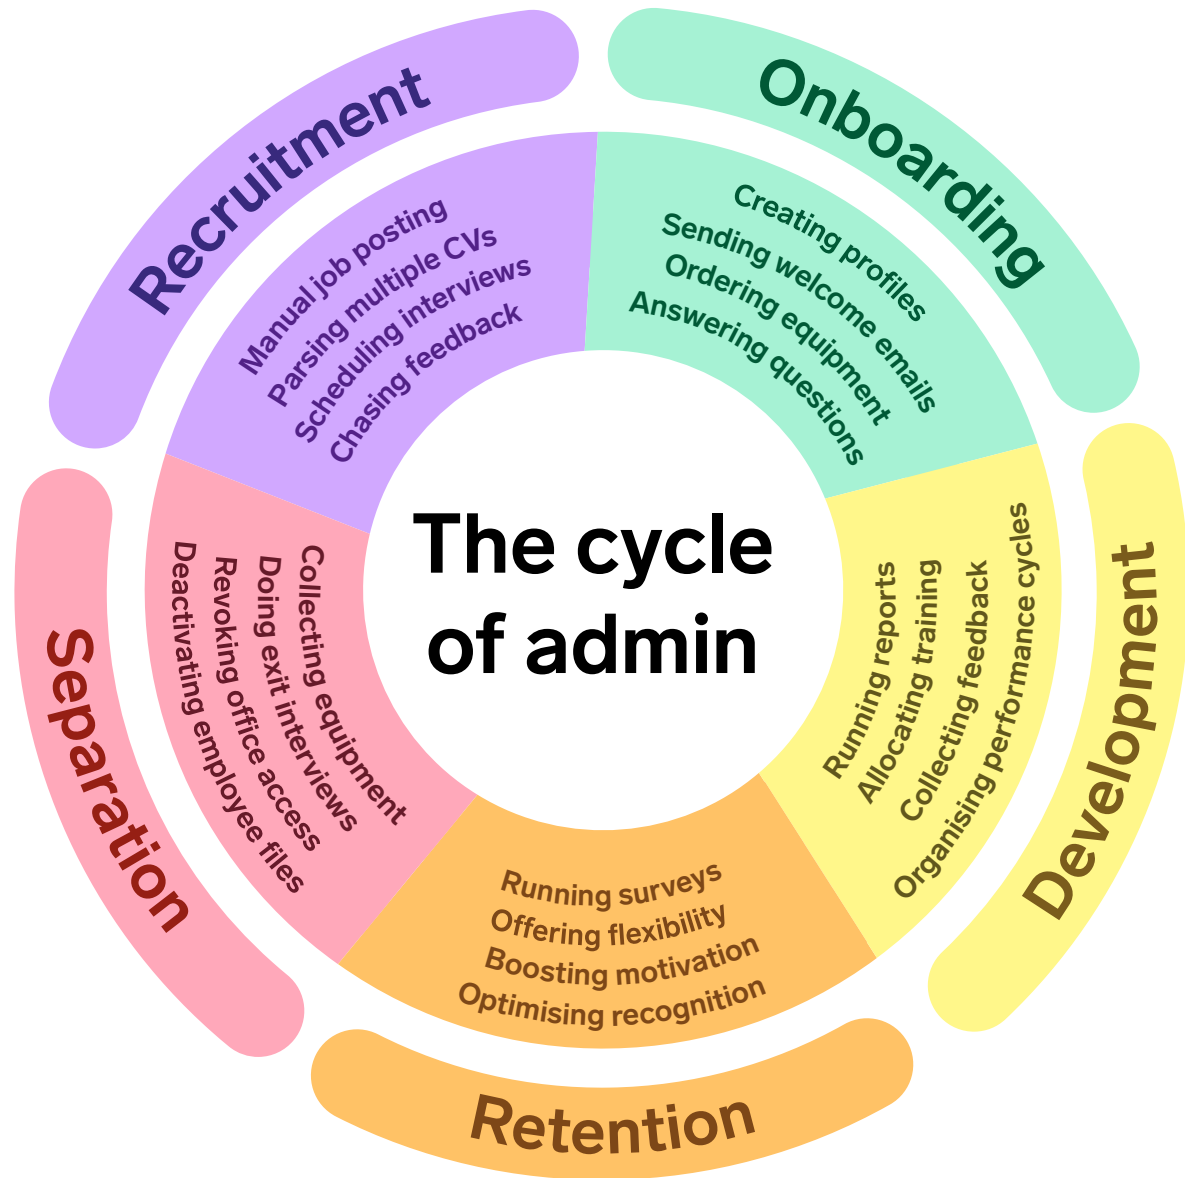 The cycle
of admin
Recruitment
Manual job posting
Parsing multiple CVs
Scheduling interviews
Chasing feedback
Onboarding
Creating profiles
Sending welcome emails
Ordering equipment
Answering questions
Development
Running reports
Allocating training
Collecting feedback
Organising performance cycles
Retention
Running surveys
Offering flexibility
Boosting motivation
Optimising recognition
Separation
Collecting equipment
Doing exit interviews
Revoking office access
Deactivating employee files